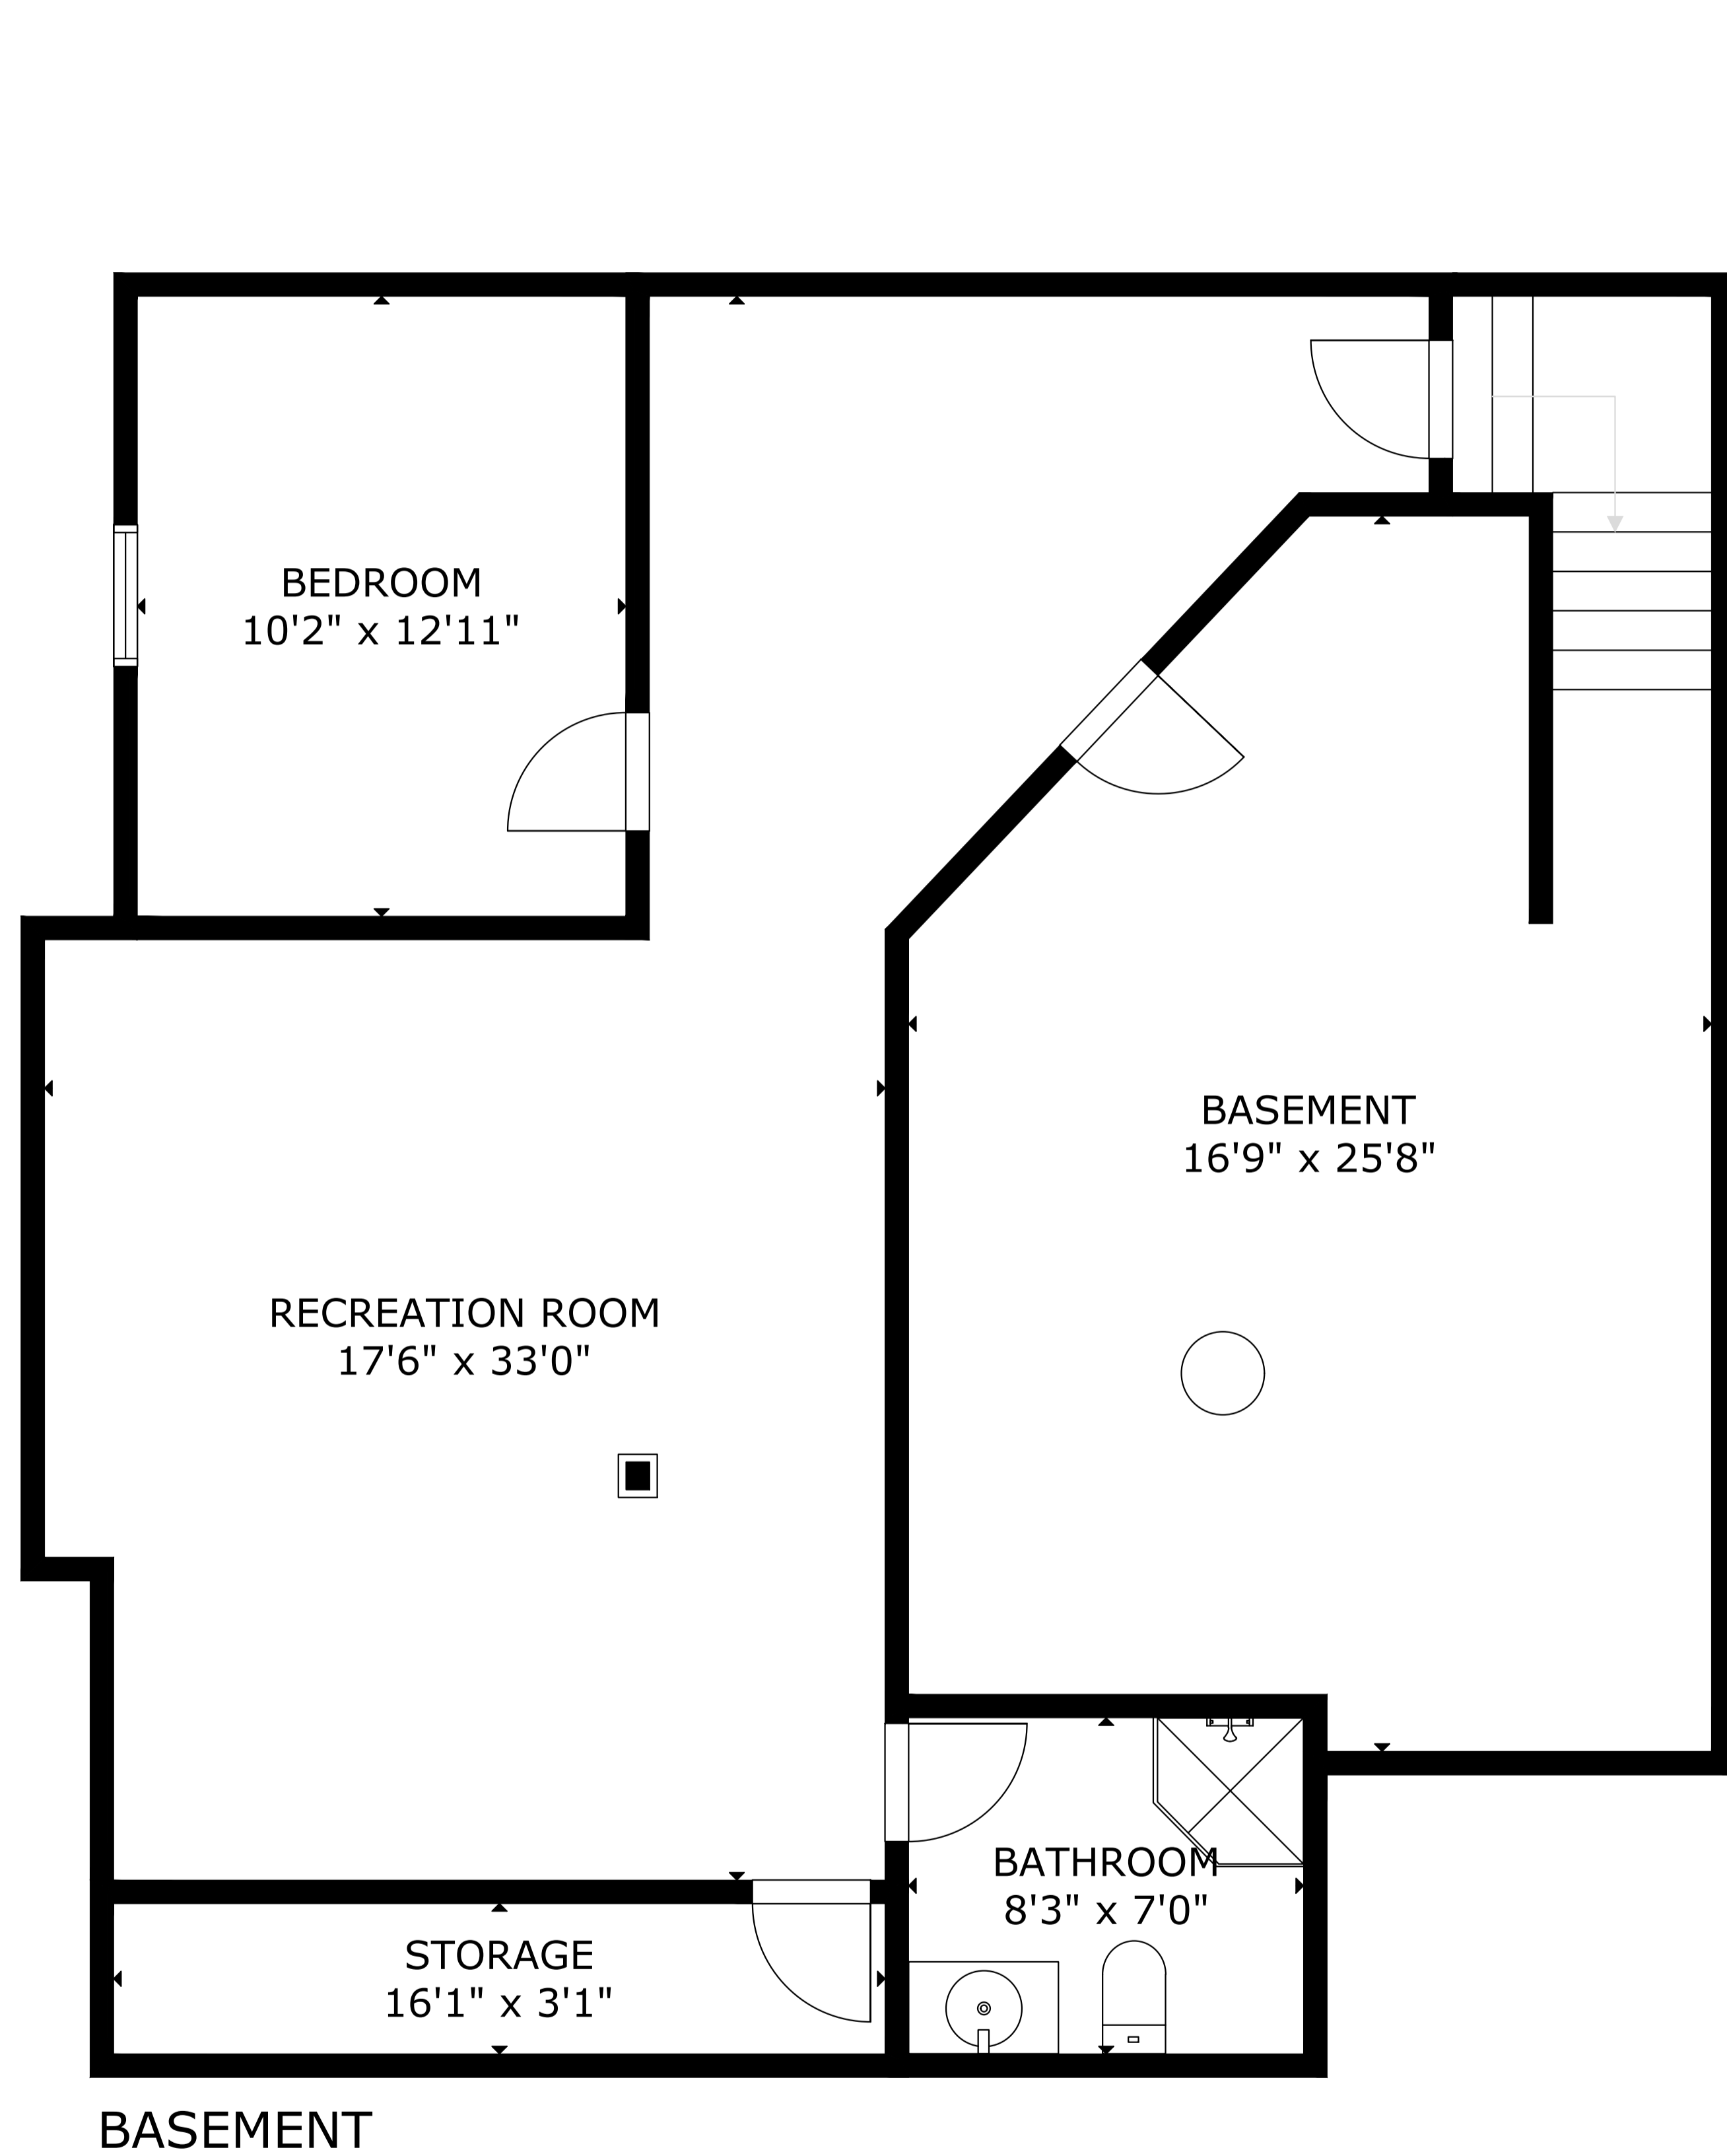 BEDROOM
10'2" x 12'11"
BASEMENT
16'9" x 25'8"
RECREATION ROOM
17'6" x 33'0"
BATHROOM
8'3" x 7'0"
STORAGE
16'1" x 3'1"
BASEMENT